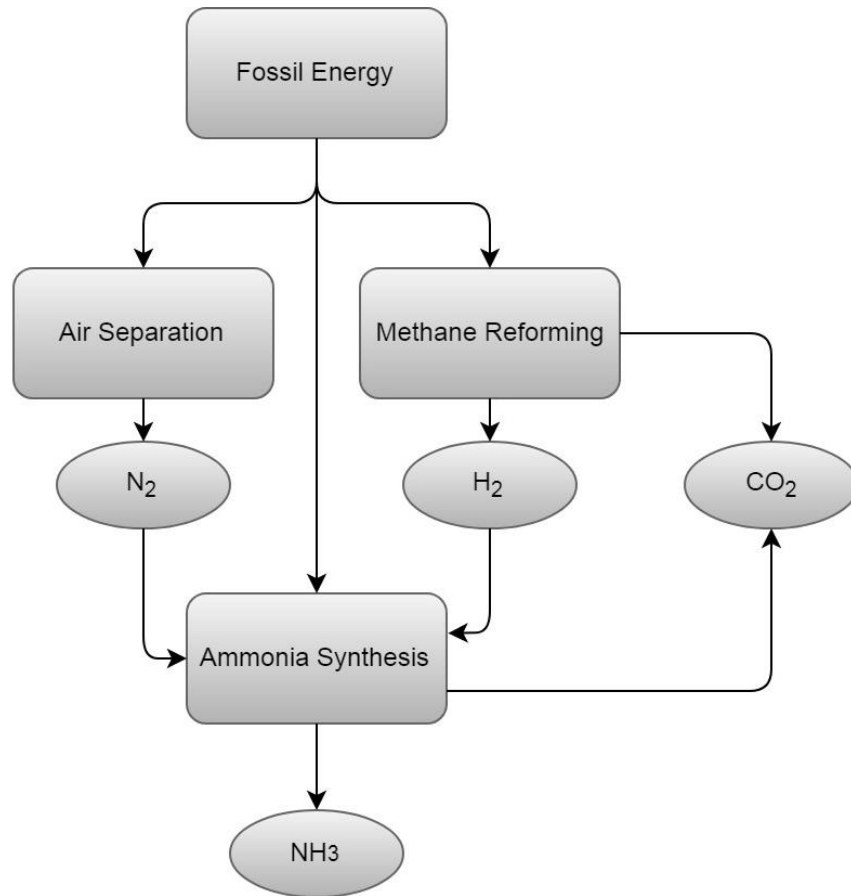 Fossil Energy
Air Separation
Methane Reforming
N₂
H₂
CO₂
Ammonia Synthesis
NH3